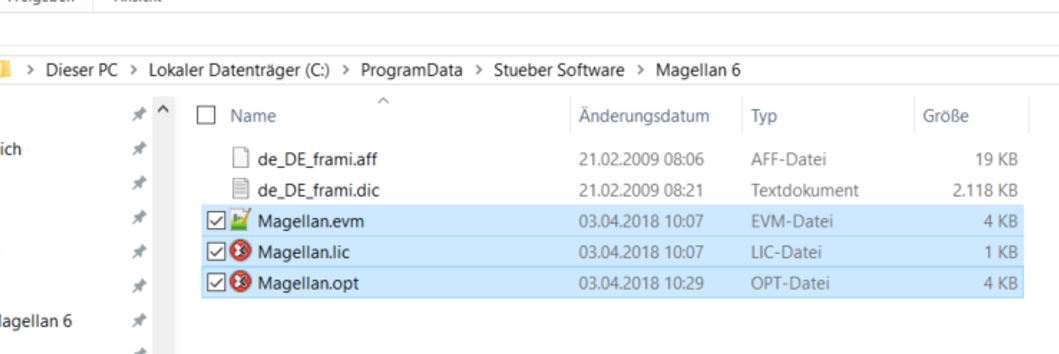 Dieser PC > Lokaler Datenträger (C:) > ProgramData > Stueber Software > Magellan 6
Name Änderungsdatum Typ Größe
ich
de_DE_frami.aff 21.02.2009 08:06 AFF-Datei 19 KB
de_DE_frami.dic 21.02.2009 08:21 Textdokument 2.118 KB
Magellan.evm 03.04.2018 10:07 EVM-Datei 4 KB
Magellan.lic 03.04.2018 10:07 LIC-Datei 1 KB
Magellan.opt 03.04.2018 10:29 OPT-Datei 4 KB
lagellan 6